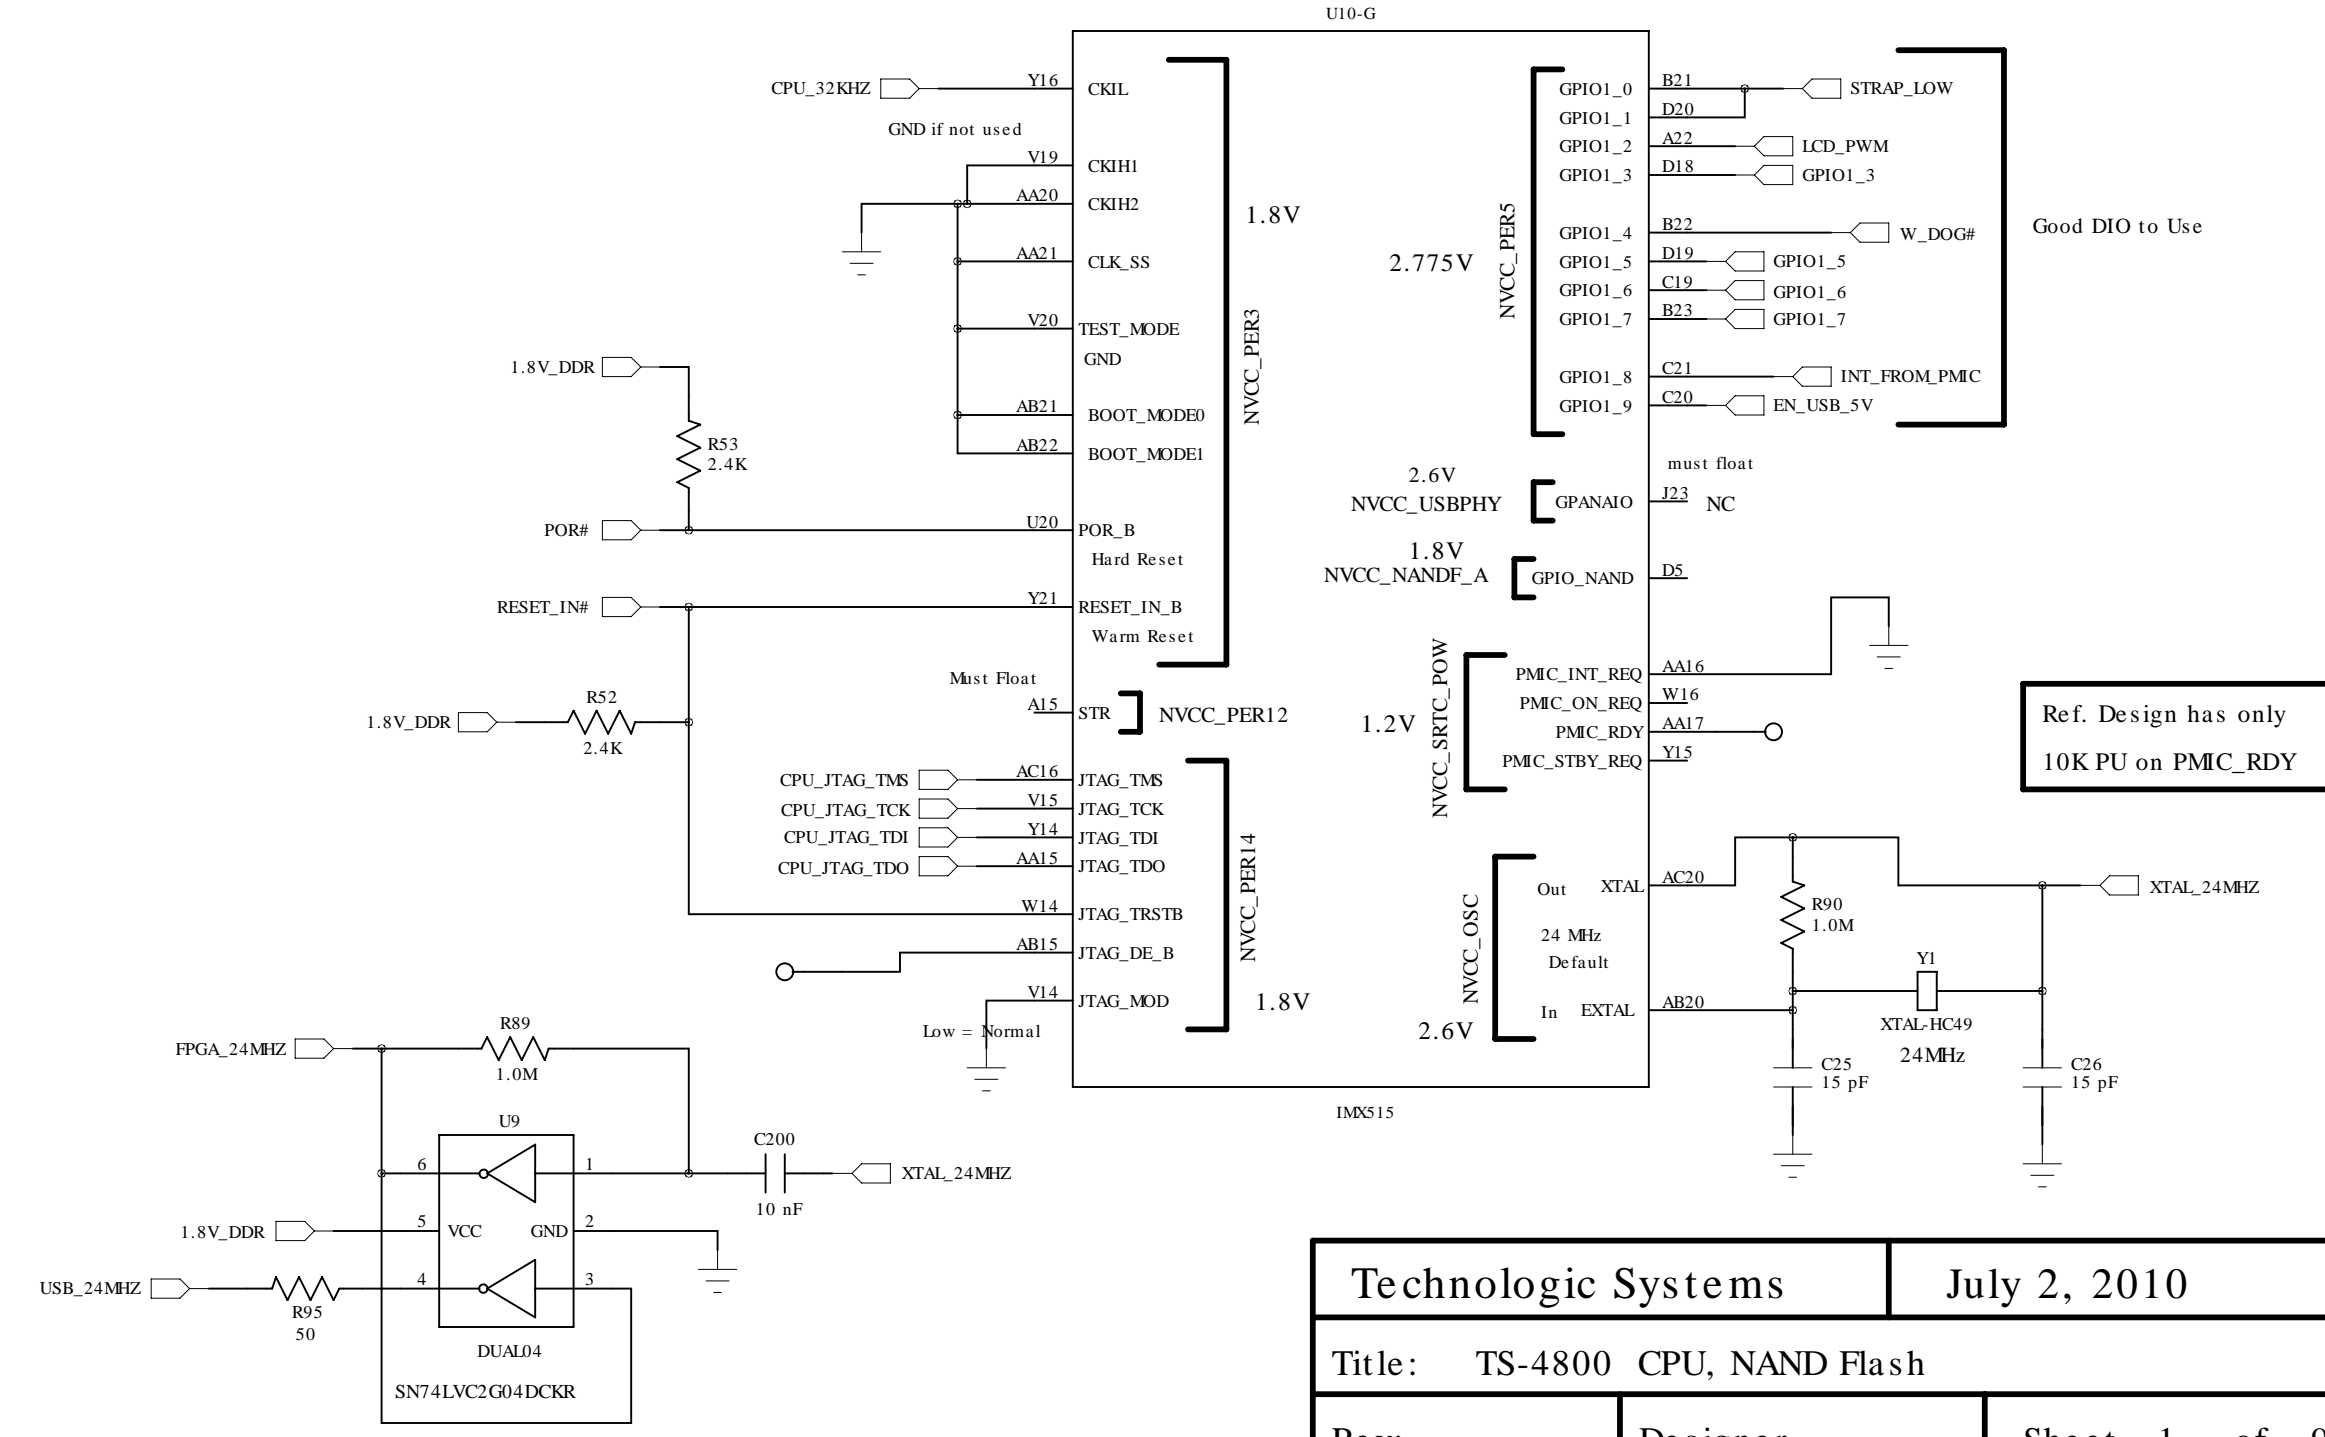 U10-G
CPU_32KHZ
Y16
CKIL
GND if not used
V19
CKIH1
AA20
CKIH2
1.8V
AA21
CLK_SS
V20
TEST_MODE
GND
NVCC_PER3
AB21
BOOT_MODE0
AB22
BOOT_MODE1
1.8V_DDR
R53
2.4K
POR#
U20
POR_B
Hard Reset
RESET_IN#
Y21
RESET_IN_B
Warm Reset
Must Float
A15
STR
NVCC_PER12
1.8V_DDR
R52
2.4K
CPU_JTAG_TMS
AC16
JTAG_TMS
CPU_JTAG_TCK
V15
JTAG_TCK
CPU_JTAG_TDI
Y14
JTAG_TDI
CPU_JTAG_TDO
AA15
JTAG_TDO
W14
JTAG_TRSTB
AB15
JTAG_DE_B
V14
JTAG_MOD
NVCC_PER14
1.8V
Low = Normal
GPIO1_0
B21
STRAP_LOW
GPIO1_1
D20
GPIO1_2
A22
LCD_PWM
GPIO1_3
D18
GPIO1_3
2.775V
NVCC_PER5
GPIO1_4
B22
W_DOG#
GPIO1_5
D19
GPIO1_5
GPIO1_6
C19
GPIO1_6
GPIO1_7
B23
GPIO1_7
GPIO1_8
C21
INT_FROM_PMIC
GPIO1_9
C20
EN_USB_5V
Good DIO to Use
must float
2.6V
NVCC_USBPHY
GPANAIO
J23
NC
1.8V
NVCC_NANDF_A
GPIO_NAND
D5
1.2V
NVCC_SRTC_POW
PMIC_INT_REQ
AA16
PMIC_ON_REQ
W16
PMIC_RDY
AA17
PMIC_STBY_REQ
Y15
Ref. Design has only
10K PU on PMIC_RDY
NVCC_OSC
2.6V
Out
XTAL
AC20
24 MHz
Default
In
EXTAL
AB20
R90
1.0M
XTAL_24MHZ
Y1
XTAL-HC49
24MHz
C25
15 pF
C26
15 pF
IMX515
FPGA_24MHZ
R89
1.0M
U9
6
1
C200
10 nF
XTAL_24MHZ
1.8V_DDR
5
VCC
GND
2
USB_24MHZ
R95
50
4
3
DUAL04
SN74LVC2G04DCKR
Technologic Systems
July 2, 2010
Title: TS-4800 CPU, NAND Flash
Rev:
Designer
Sheet 1 of 9